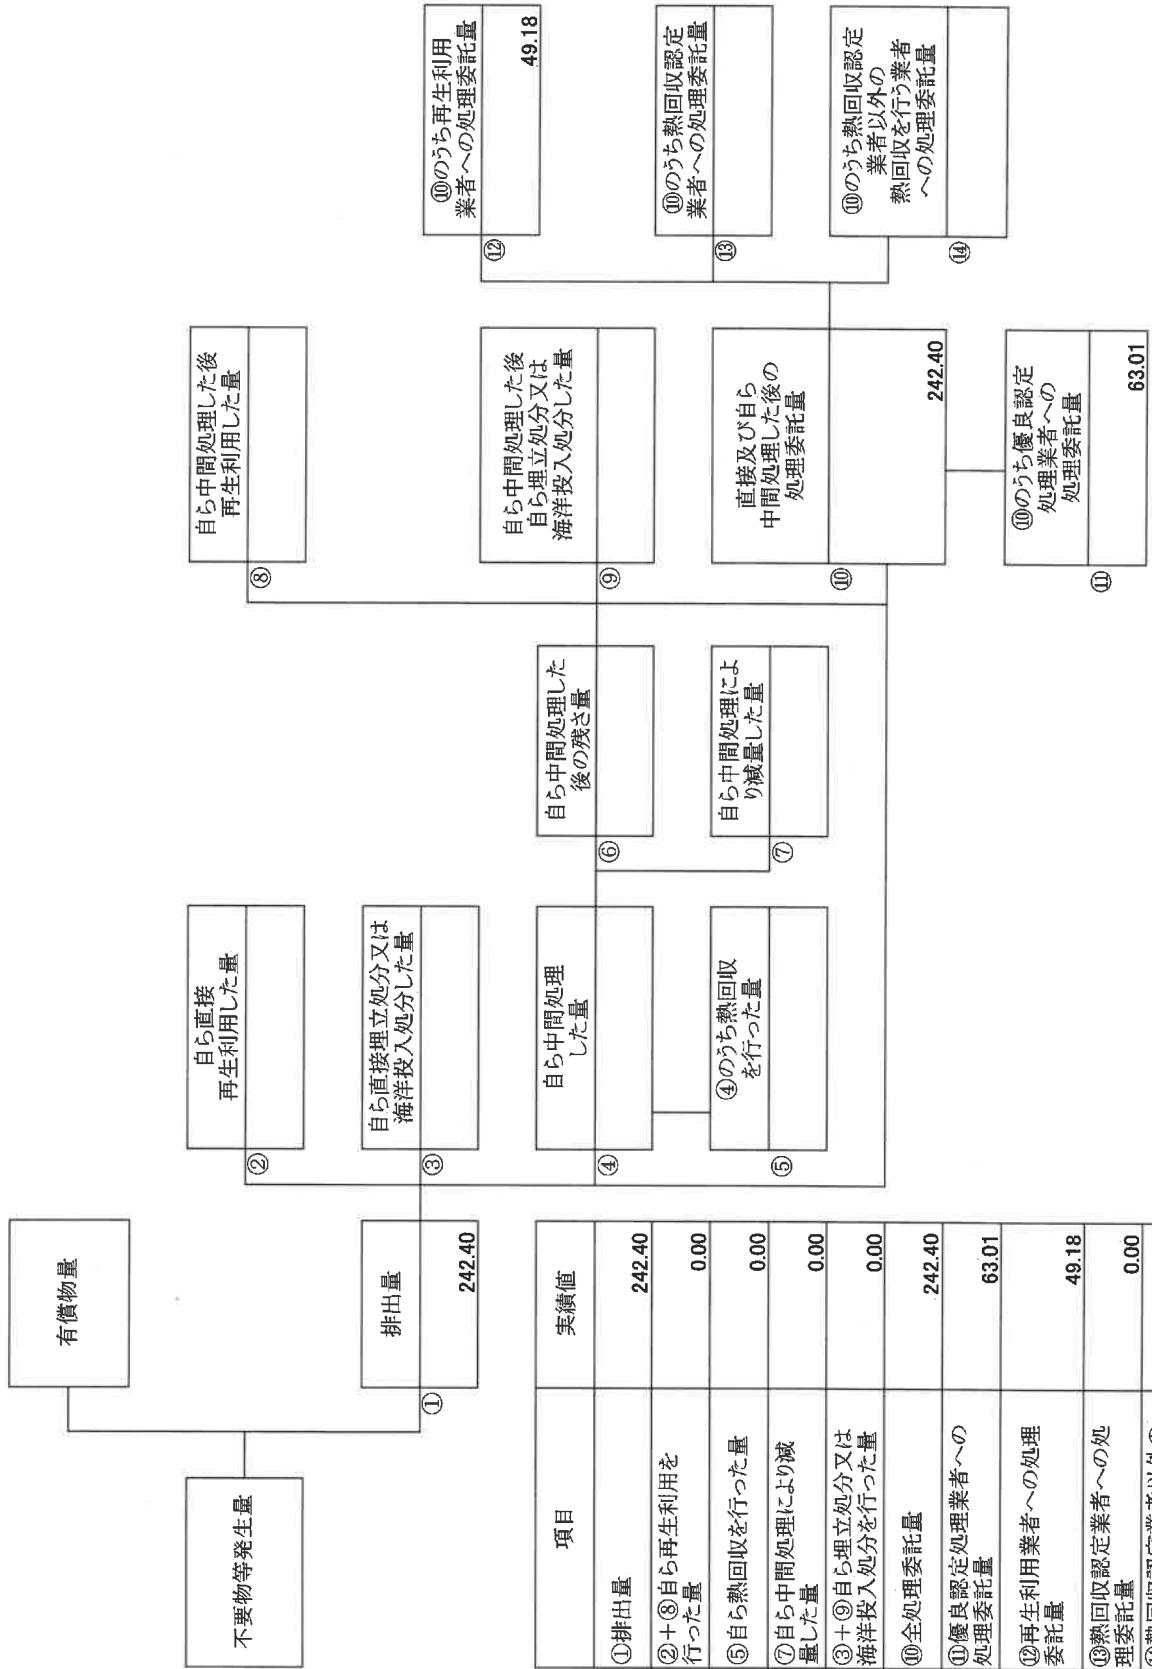 不要物等発生量
有償物量
排出量
①
242.40
自ら直接
再生利用した量
②
自ら直接埋立処分又は
海洋投入処分した量
③
自ら中間処理
した量
④
④のうち熱回収
を行った量
⑤
自ら中間処理した
後の残さ量
⑥
自ら中間処理によ
り減量した量
⑦
自ら中間処理した後
再生利用した量
⑧
自ら中間処理した後
自ら埋立処分又は
海洋投入処分した量
⑨
直接及び自ら
中間処理した後の
処理委託量
⑩
242.40
⑩のうち優良認定
処理業者への
処理委託量
⑪
63.01
⑩のうち再生利用
業者への処理委託量
⑫
49.18
⑩のうち熱回収認定
業者への処理委託量
⑬
⑩のうち熱回収認定
業者以外の
熱回収を行う業者
への処理委託量
⑭
項目 実績値
①排出量 242.40
②+⑧自ら再生利用を
行った量 0.00
⑤自ら熱回収を行った量 0.00
⑦自ら中間処理により減
量した量 0.00
③+⑨自ら埋立処分又は
海洋投入処分を行った量 0.00
⑩全処理委託量 242.40
⑪優良認定処理業者への
処理委託量 63.01
⑫再生利用業者への処理
委託量 49.18
⑬熱回収認定業者への処
理委託量 0.00